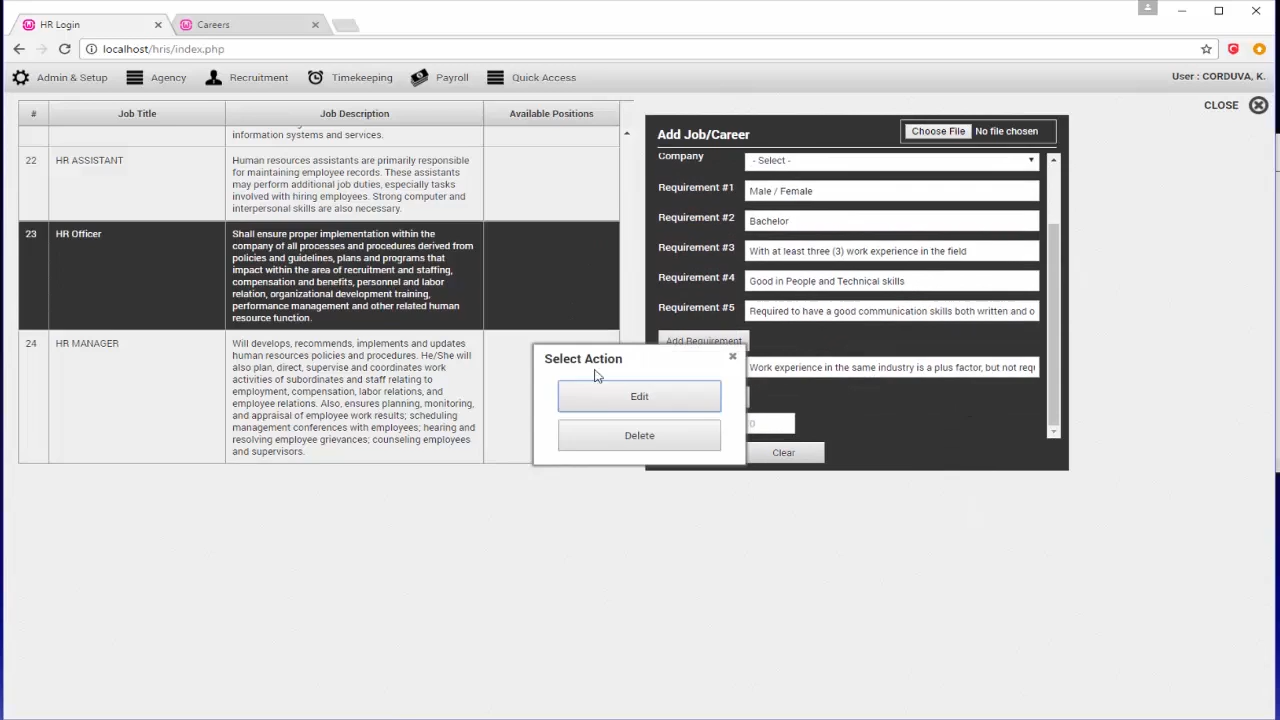 HR Login
Careers
localhost/hris/index.php
Admin & Setup
Agency
Recruitment
Timekeeping
Payroll
Quick Access
User : CORDUVA, K.
CLOSE
# Job Title Job Description Available Positions
information systems and services.
22 HR ASSISTANT Human resources assistants are primarily responsible
for maintaining employee records. These assistants
may perform additional job duties, especially tasks
involved with hiring employees. Strong computer and
interpersonal skills are also necessary.
23 HR Officer Shall ensure proper implementation within the
company of all processes and procedures derived from
policies and guidelines, plans and programs that
impact within the area of recruitment and staffing,
compensation and benefits, personnel and labor
relation, organizational development training,
performance management and other related human
resource function.
24 HR MANAGER Will develops, recommends, implements and updates
human resources policies and procedures. He/She will
also plan, direct, supervise and coordinates work
activities of subordinates and staff relating to
employment, compensation, labor relations, and
employee relations. Also, ensures planning, monitoring,
and appraisal of employee work results; scheduling
management conferences with employees; hearing and
resolving employee grievances; counseling employees
and supervisors.
Add Job/Career
Choose File No file chosen
Company - Select -
Requirement #1 Male / Female
Requirement #2 Bachelor
Requirement #3 With at least three (3) work experience in the field
Requirement #4 Good in People and Technical skills
Requirement #5 Required to have a good communication skills both written and o
Add Requirement
Work experience in the same industry is a plus factor, but not req
0
Clear
Select Action
Edit
Delete